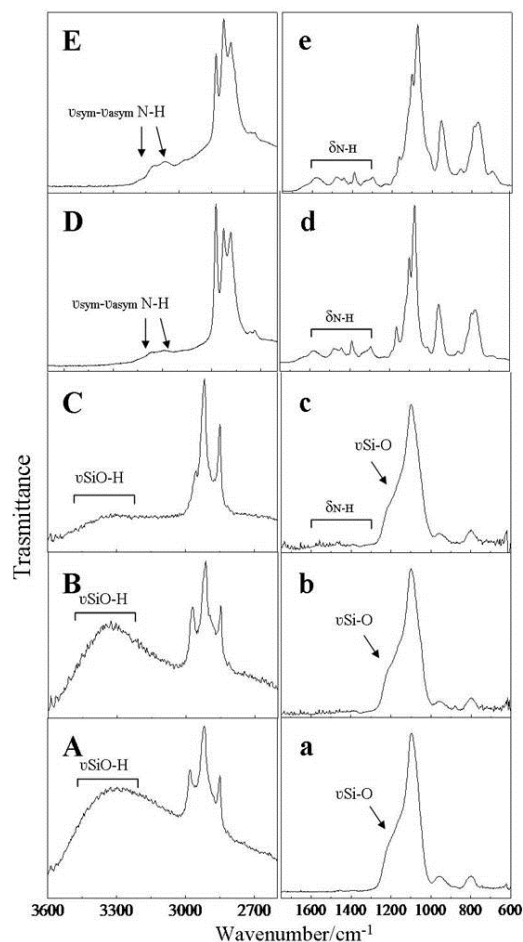 E
υsym-υasym N-H
e
δN-H
D
υsym-υasym N-H
d
δN-H
C
υSiO-H
c
υSi-O
δN-H
B
υSiO-H
b
υSi-O
A
υSiO-H
a
υSi-O
Trasmittance
3600 3300 3000 2700 1600 1400 1200 1000 800 600
Wavenumber/cm-1